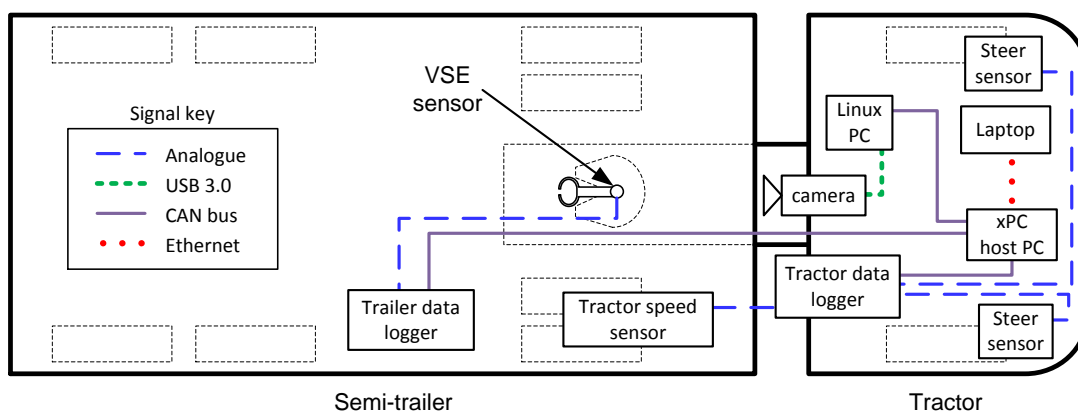 Steer
sensor
VSE
sensor
Signal key
Analogue
USB 3.0
CAN bus
Ethernet
Linux
PC
Laptop
camera
xPC
host PC
Tractor data
logger
Trailer data
logger
Tractor speed
sensor
Steer
sensor
Semi-trailer
Tractor